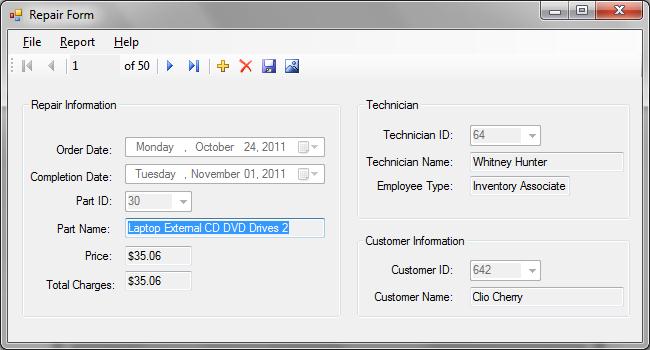 Repair Form
File Report Help
1 of 50
Repair Information
Order Date: Monday , October 24, 2011
Completion Date: Tuesday , November 01, 2011
Part ID: 30
Part Name: Laptop External CD DVD Drives 2
Price: $35.06
Total Charges: $35.06
Technician
Technician ID: 64
Technician Name: Whitney Hunter
Employee Type: Inventory Associate
Customer Information
Customer ID: 642
Customer Name: Clio Cherry